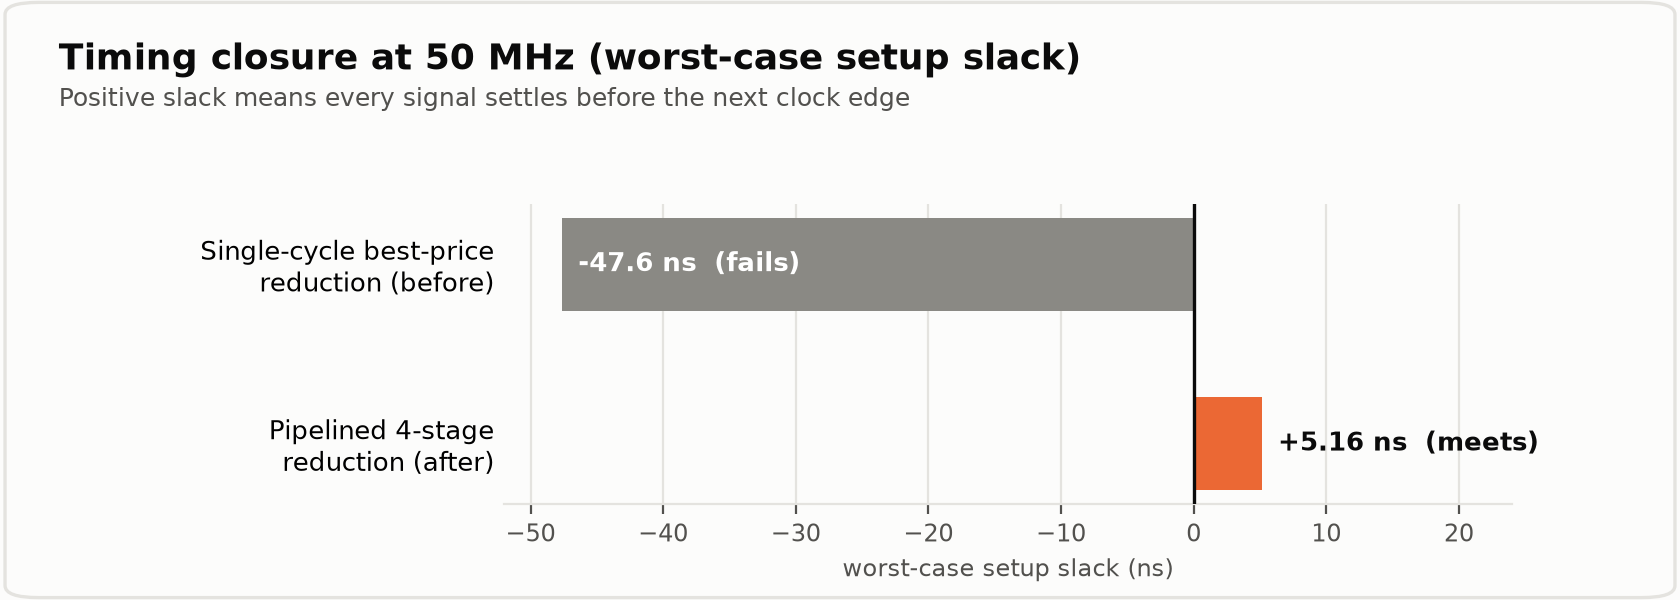 Timing closure at 50 MHz (worst-case setup slack)
Positive slack means every signal settles before the next clock edge
Single-cycle best-price
reduction (before)
-47.6 ns  (fails)
Pipelined 4-stage
reduction (after)
+5.16 ns  (meets)
−50 −40 −30 −20 −10 0 10 20
worst-case setup slack (ns)